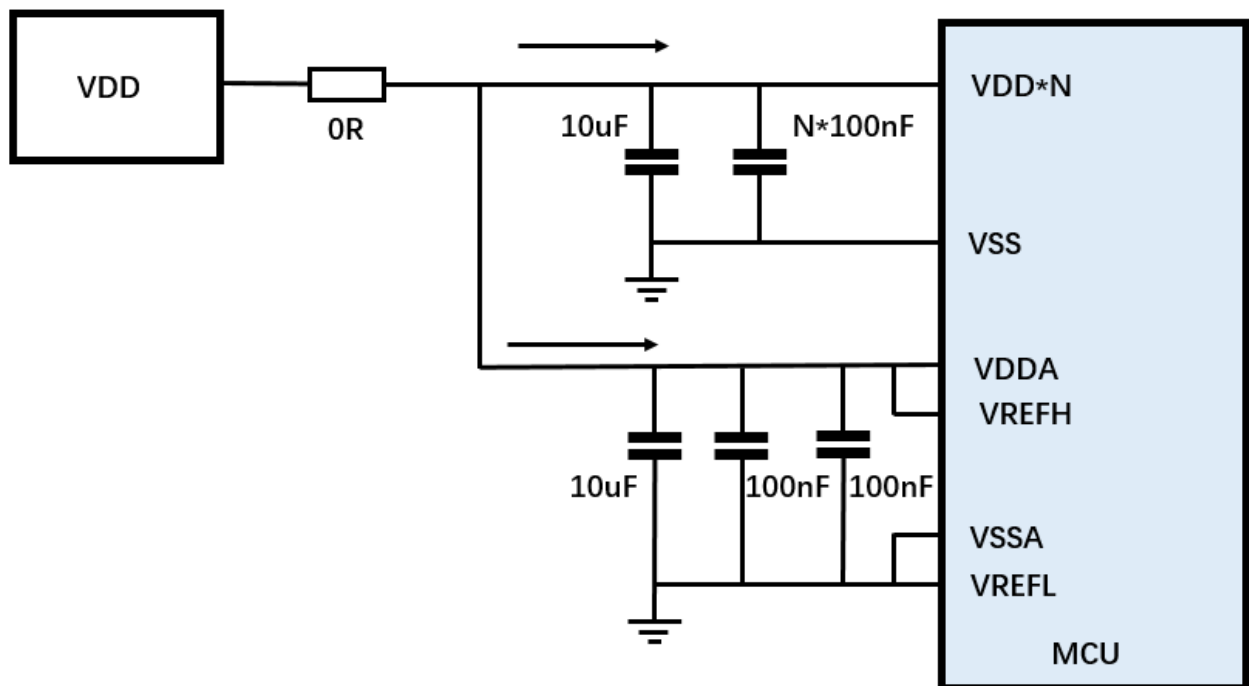 VDD
0R
10uF
N*100nF
VDD*N
VSS
VDDA
VREFH
10uF
100nF
100nF
VSSA
VREFL
MCU